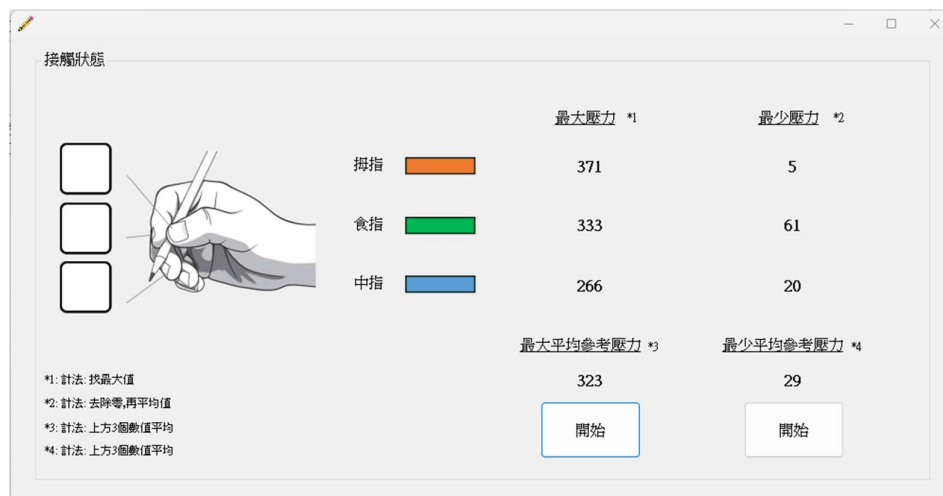 接觸狀態
最大壓力 *1 最少壓力 *2
拇指 371 5
食指 333 61
中指 266 20
最大平均參考壓力 *3 最少平均參考壓力 *4
323 29
*1: 計法: 找最大值
*2: 計法: 去除零,再平均值
*3: 計法: 上方3個數值平均
*4: 計法: 上方3個數值平均
開始 開始